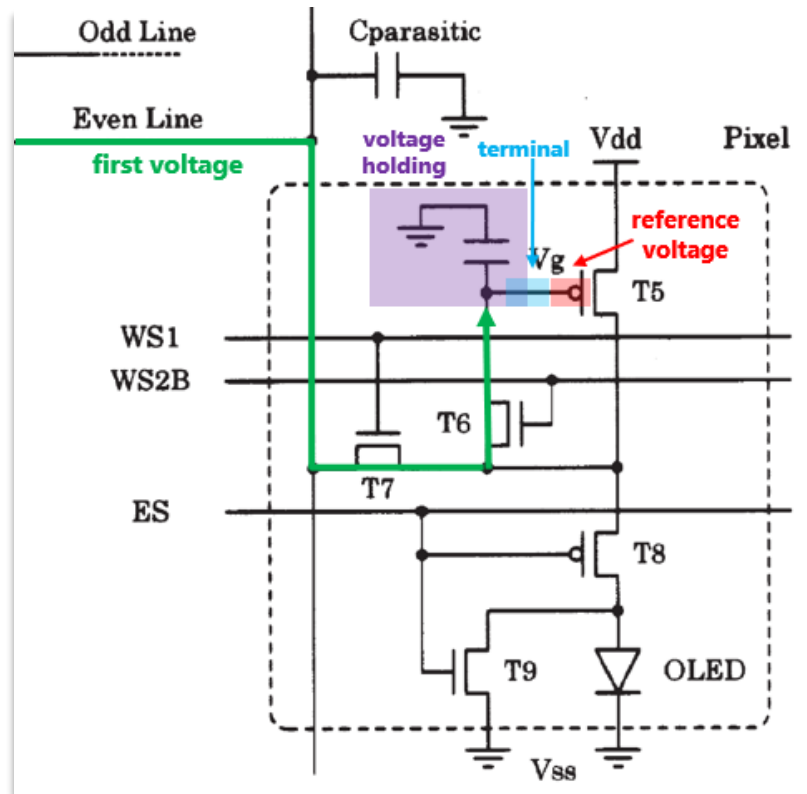 Odd Line
Cparasitic
Even Line
first voltage
voltage
holding
terminal
Vdd
Pixel
reference
voltage
Vg
T5
WS1
WS2B
T6
T7
ES
T8
T9
OLED
Vss